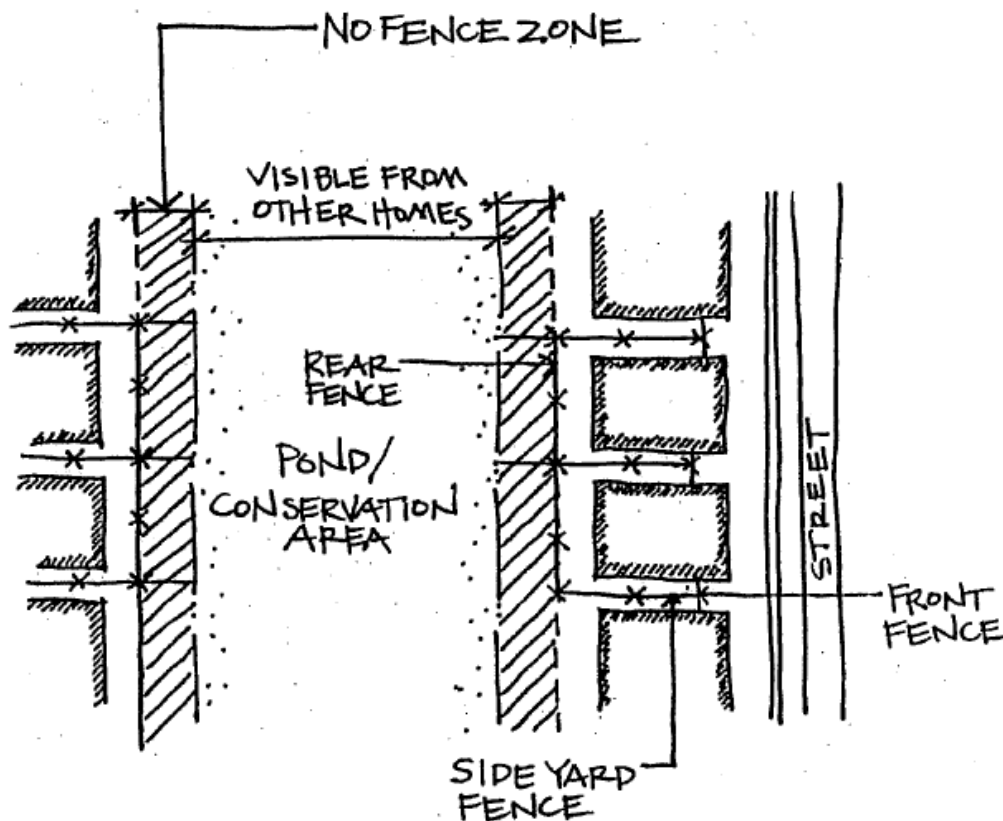 NO FENCE ZONE
VISIBLE FROM
OTHER HOMES
REAR
FENCE
POND/
CONSERVATION
AREA
STREET
FRONT
FENCE
SIDE YARD
FENCE